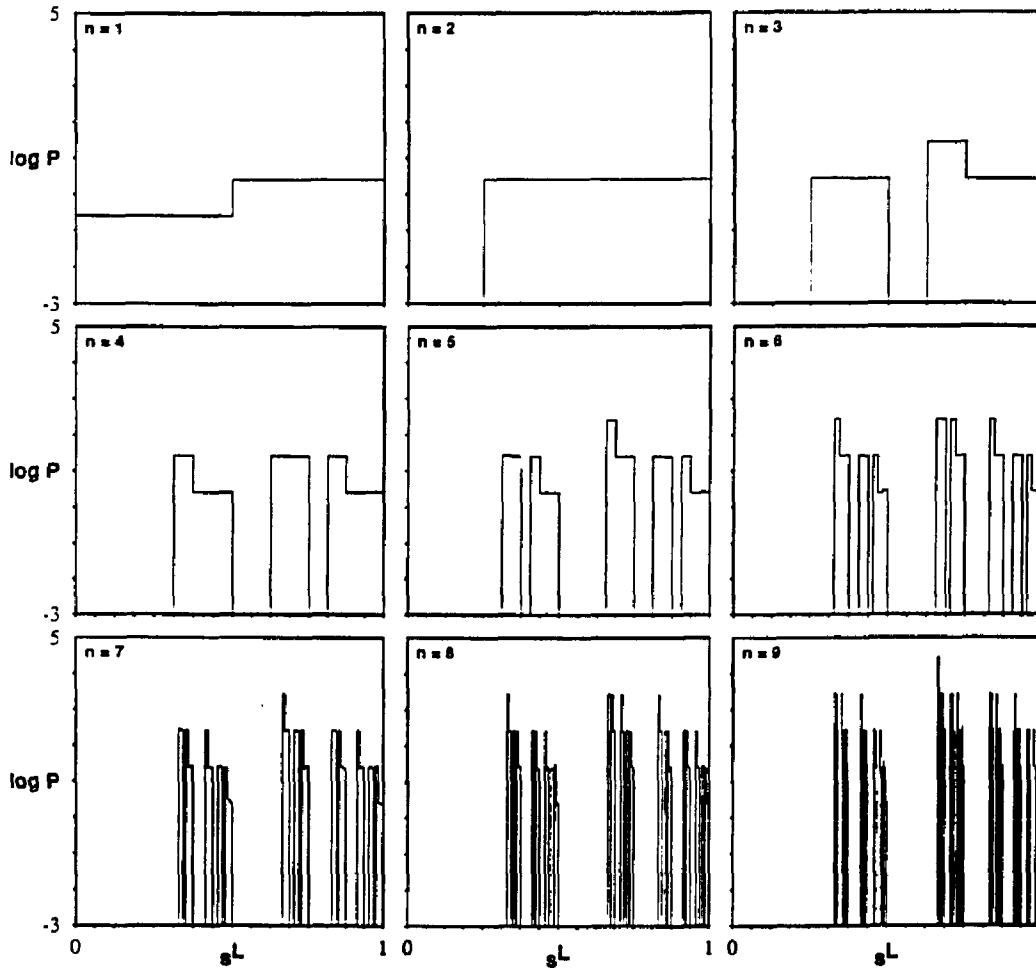 5
n = 1
n = 2
n = 3
log P
-3
5
n = 4
n = 5
n = 6
log P
-3
5
n = 7
n = 8
n = 9
log P
-3
0
s^L
1
0
s^L
1
0
s^L